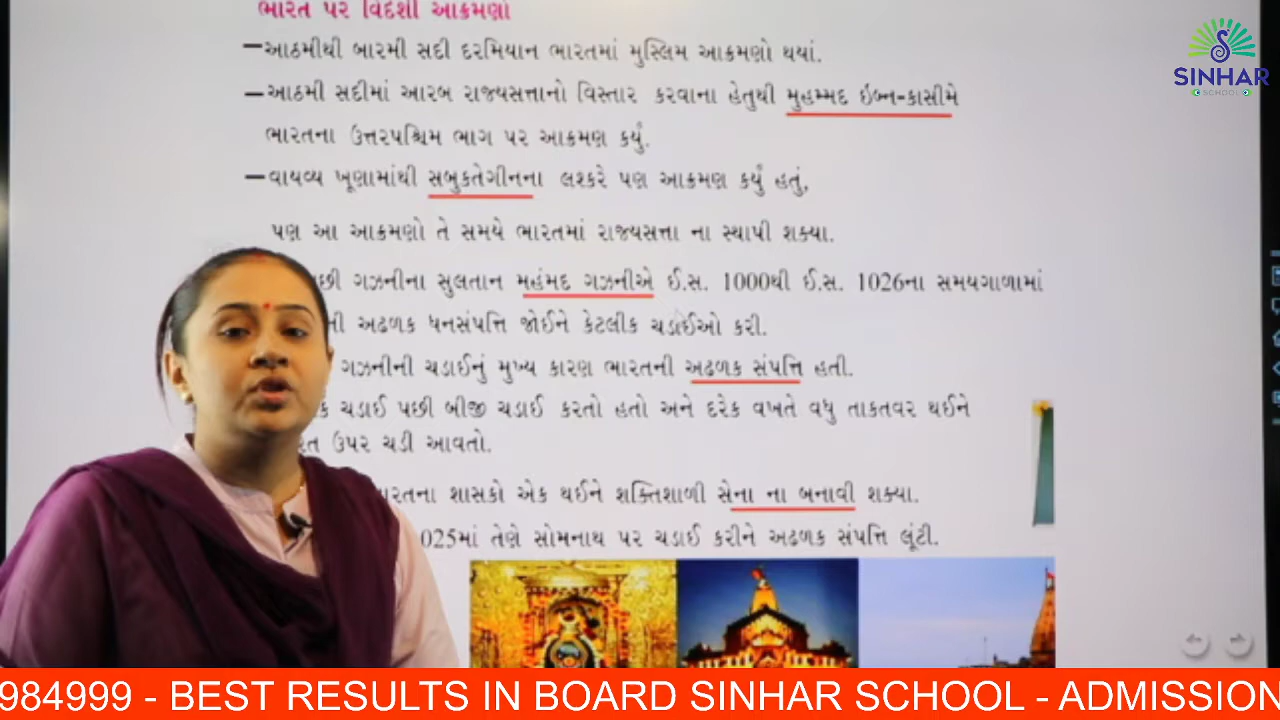 ભારત પર વિદેશી આક્રમણો
–આઠમીથી બારમી સદી દરમિયાન ભારતમાં મુસ્લિમ આક્રમણો થયાં.
–આઠમી સદીમાં આરબ રાજ્યસત્તાનો વિસ્તાર કરવાના હેતુથી મુહમ્મદ ઇબ્ન-કાસીમે
ભારતના ઉત્તરપશ્ચિમ ભાગ પર આક્રમણ કર્યું.
–વાયવ્ય ખૂણામાંથી સબુકતેગીનના લશ્કરે પણ આક્રમણ કર્યું હતું,
પણ આ આક્રમણો તે સમયે ભારતમાં રાજ્યસત્તા ના સ્થાપી શક્યા.
ગઝનીના સુલતાન મહંમદ ગઝનીએ ઈ.સ. 1000થી ઈ.સ. 1026ના સમયગાળામાં
અઢળક ધનસંપત્તિ જોઈને કેટલીક ચડાઈઓ કરી.
ગઝનીની ચડાઈનું મુખ્ય કારણ ભારતની અઢળક સંપત્તિ હતી.
ચડાઈ પછી બીજી ચડાઈ કરતો હતો અને દરેક વખતે વધુ તાકતવર થઈને
ઉપર ચડી આવતો.
શાસકો એક થઈને શક્તિશાળી સેના ના બનાવી શક્યા.
025માં તેણે સોમનાથ પર ચડાઈ કરીને અઢળક સંપત્તિ લૂંટી.
SINHAR
SCHOOL
984999 - BEST RESULTS IN BOARD SINHAR SCHOOL - ADMISSION